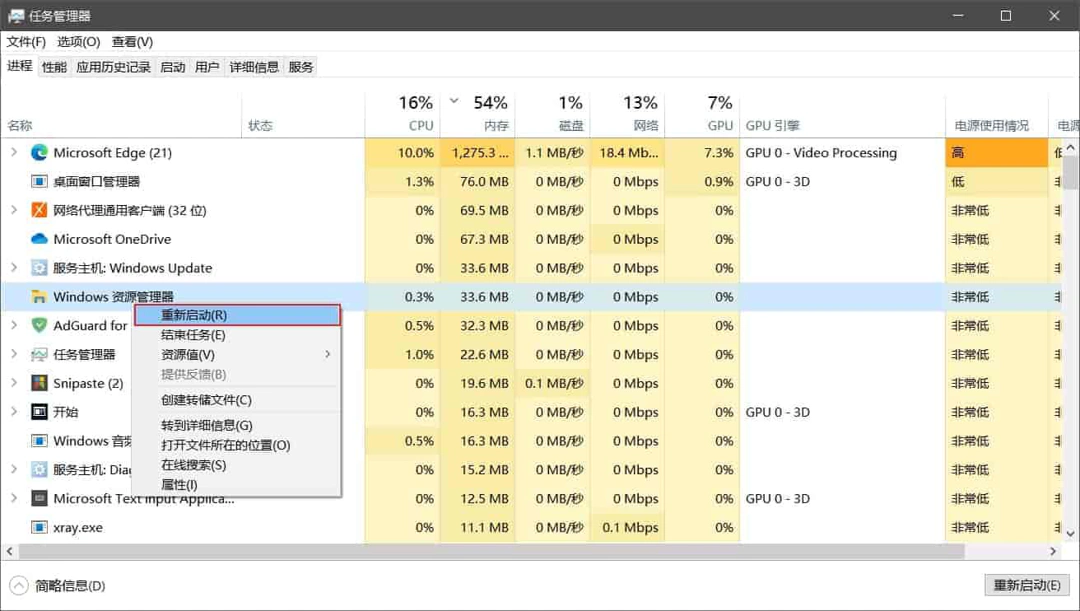 任务管理器
文件(F) 选项(O) 查看(V)
进程 性能 应用历史记录 启动 用户 详细信息 服务
16% 54% 1% 13% 7%
名称 状态 CPU 内存 磁盘 网络 GPU GPU 引擎 电源使用情况 电源
Microsoft Edge (21) 10.0% 1,275.3 ... 1.1 MB/秒 18.4 Mb... 7.3% GPU 0 - Video Processing 高
桌面窗口管理器 1.3% 76.0 MB 0 MB/秒 0 Mbps 0.9% GPU 0 - 3D 低
网络代理通用客户端 (32 位) 0% 69.5 MB 0 MB/秒 0 Mbps 0% 非常低
Microsoft OneDrive 0% 67.3 MB 0 MB/秒 0 Mbps 0% 非常低
服务主机: Windows Update 0% 33.6 MB 0 MB/秒 0 Mbps 0% 非常低
Windows 资源管理器 0.3% 33.6 MB 0 MB/秒 0 Mbps 0% 非常低
AdGuard for 0.5% 32.3 MB 0 MB/秒 0 Mbps 0% 非常低
任务管理器 1.0% 22.6 MB 0 MB/秒 0 Mbps 0% 非常低
Snipaste (2) 0% 19.6 MB 0.1 MB/秒 0 Mbps 0% 非常低
开始 0% 16.3 MB 0 MB/秒 0 Mbps 0% GPU 0 - 3D 非常低
Windows 音频 0.5% 16.3 MB 0 MB/秒 0 Mbps 0% 非常低
服务主机: Diag 0% 15.2 MB 0 MB/秒 0 Mbps 0% 非常低
Microsoft Text Input Applica... 0% 12.5 MB 0 MB/秒 0 Mbps 0% GPU 0 - 3D 非常低
xray.exe 0% 11.1 MB 0 MB/秒 0.1 Mbps 0% 非常低
重新启动(R)
结束任务(E)
资源值(V)
提供反馈(B)
创建转储文件(C)
转到详细信息(G)
打开文件所在的位置(O)
在线搜索(S)
属性(I)
简略信息(D) 重新启动(E)